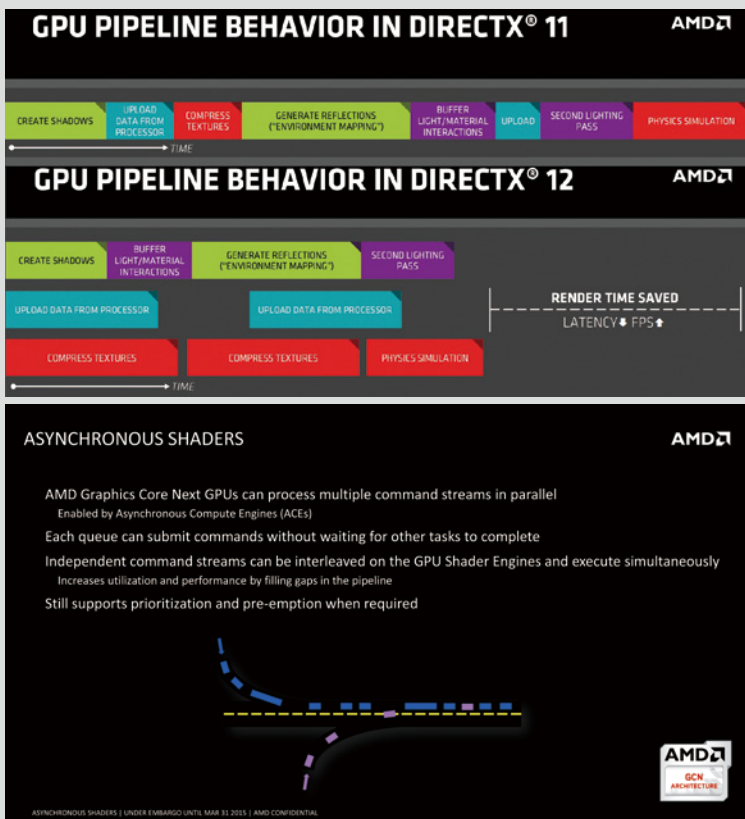 GPU PIPELINE BEHAVIOR IN DIRECTX® 11
AMD
CREATE SHADOWS
UPLOAD
DATA FROM
PROCESSOR
COMPRESS
TEXTURES
GENERATE REFLECTIONS
("ENVIRONMENT MAPPING")
BUFFER
LIGHT/MATERIAL
INTERACTIONS
UPLOAD
SECOND LIGHTING
PASS
PHYSICS SIMULATION
TIME
GPU PIPELINE BEHAVIOR IN DIRECTX® 12
AMD
CREATE SHADOWS
BUFFER
LIGHT/MATERIAL
INTERACTIONS
GENERATE REFLECTIONS
("ENVIRONMENT MAPPING")
SECOND LIGHTING
PASS
UPLOAD DATA FROM PROCESSOR
UPLOAD DATA FROM PROCESSOR
RENDER TIME SAVED
LATENCY⬇ FPS⬆
COMPRESS TEXTURES
COMPRESS TEXTURES
PHYSICS SIMULATION
TIME
ASYNCHRONOUS SHADERS
AMD
AMD Graphics Core Next GPUs can process multiple command streams in parallel
Enabled by Asynchronous Compute Engines (ACEs)
Each queue can submit commands without waiting for other tasks to complete
Independent command streams can be interleaved on the GPU Shader Engines and execute simultaneously
Increases utilization and performance by filling gaps in the pipeline
Still supports prioritization and pre-emption when required
AMD
GCN
ARCHITECTURE
ASYNCHRONOUS SHADERS | UNDER EMBARGO UNTIL MAR 31 2015 | AMD CONFIDENTIAL